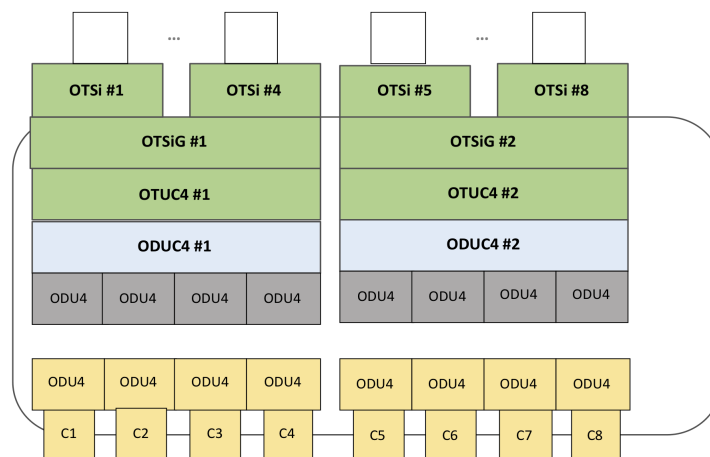 ... ...
OTSi #1 OTSi #4 OTSi #5 OTSi #8
OTSiG #1 OTSiG #2
OTUC4 #1 OTUC4 #2
ODUC4 #1 ODUC4 #2
ODU4 ODU4 ODU4 ODU4 ODU4 ODU4 ODU4 ODU4
ODU4 ODU4 ODU4 ODU4 ODU4 ODU4 ODU4 ODU4
C1 C2 C3 C4 C5 C6 C7 C8